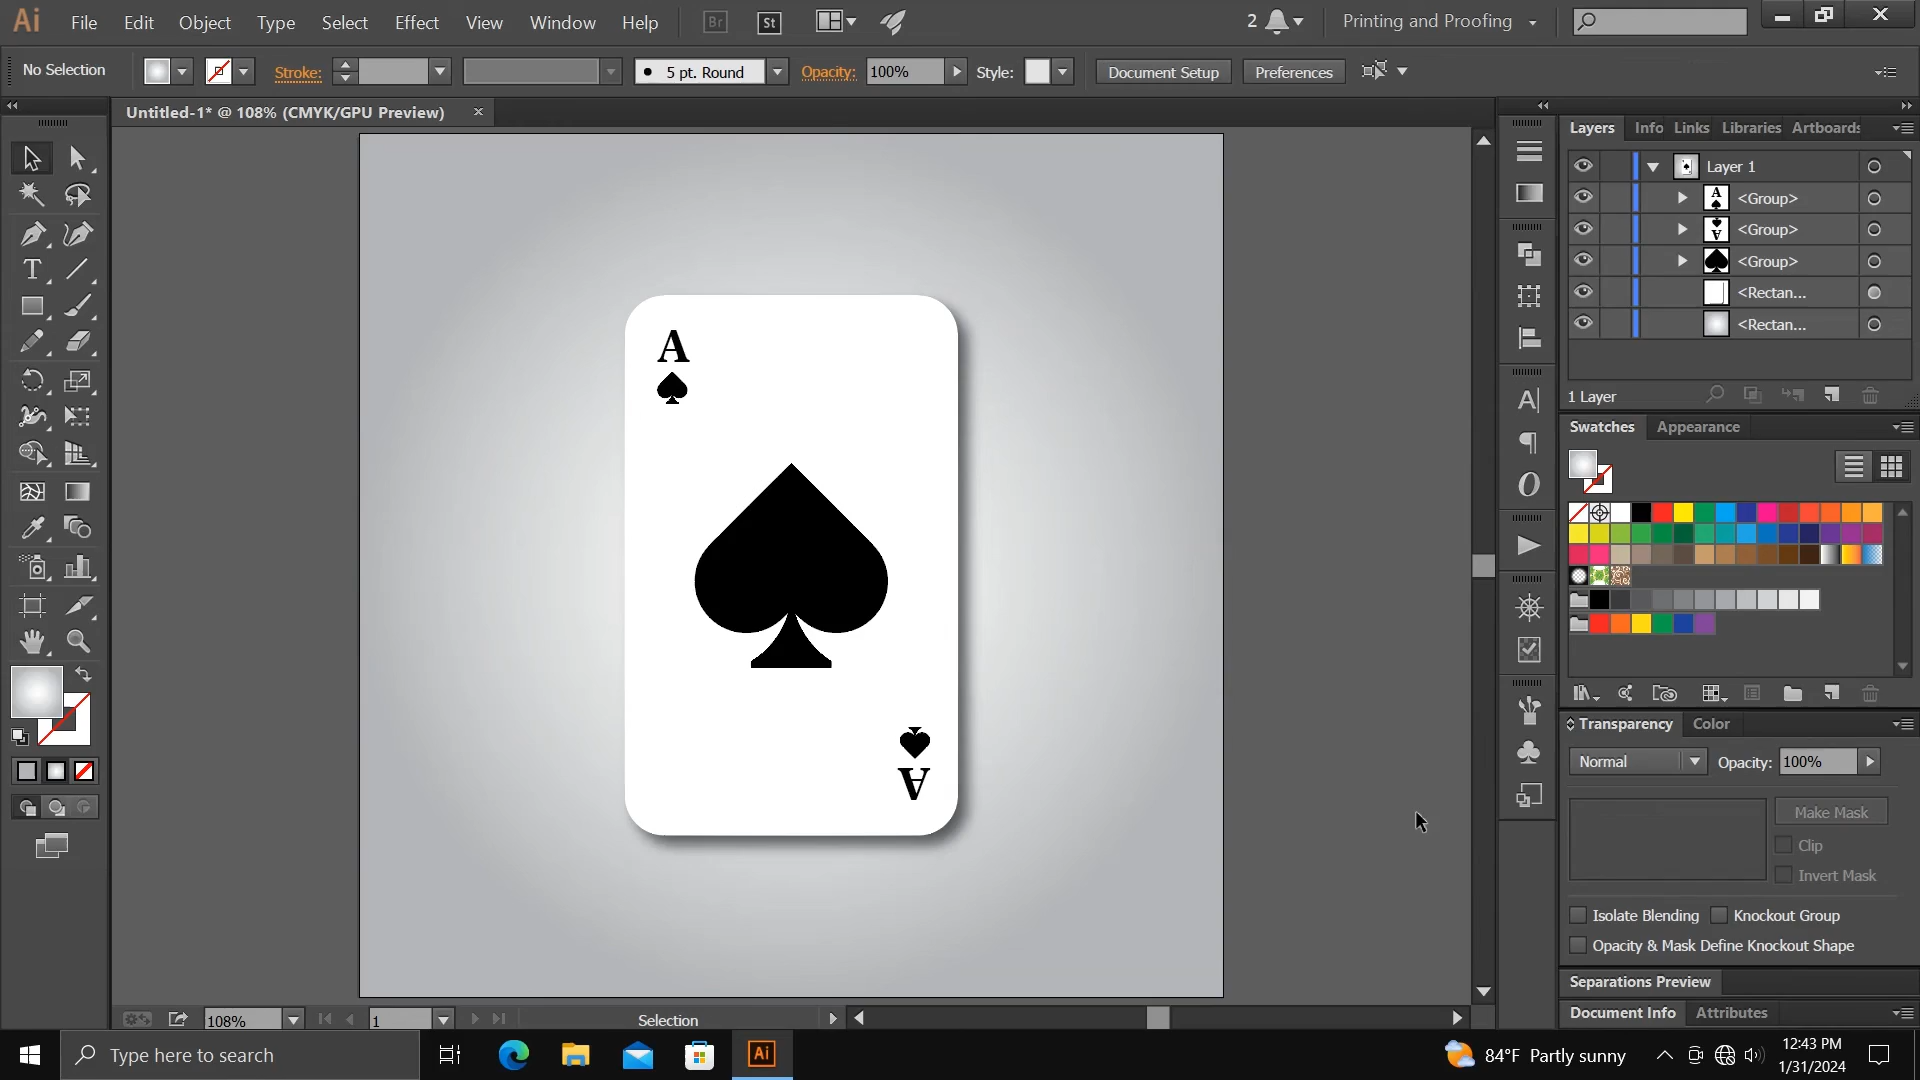 Ai File Edit Object Type Select Effect View Window Help Br St 2 Printing and Proofing
No Selection Stroke: 5 pt. Round Opacity: 100% Style: Document Setup Preferences
Untitled-1* @ 108% (CMYK/GPU Preview)
Layers Info Links Libraries Artboards
Layer 1
<Group>
<Group>
<Group>
<Rectan...
<Rectan...
1 Layer
Swatches Appearance
A
A
Transparency Color
Normal Opacity: 100%
Make Mask
Clip
Invert Mask
Isolate Blending Knockout Group
Opacity & Mask Define Knockout Shape
Separations Preview
Document Info Attributes
108% 1 Selection
Type here to search Ai 84°F Partly sunny 12:43 PM
1/31/2024